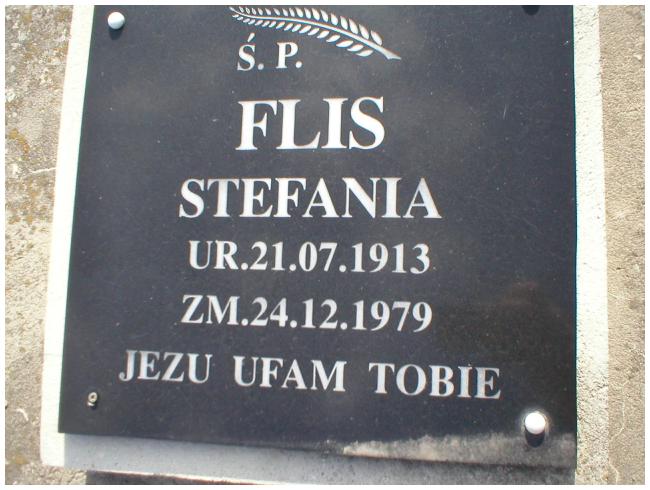 Ś. P.
FLIS
STEFANIA
UR.21.07.1913
ZM.24.12.1979
JEZU UFAM TOBIE